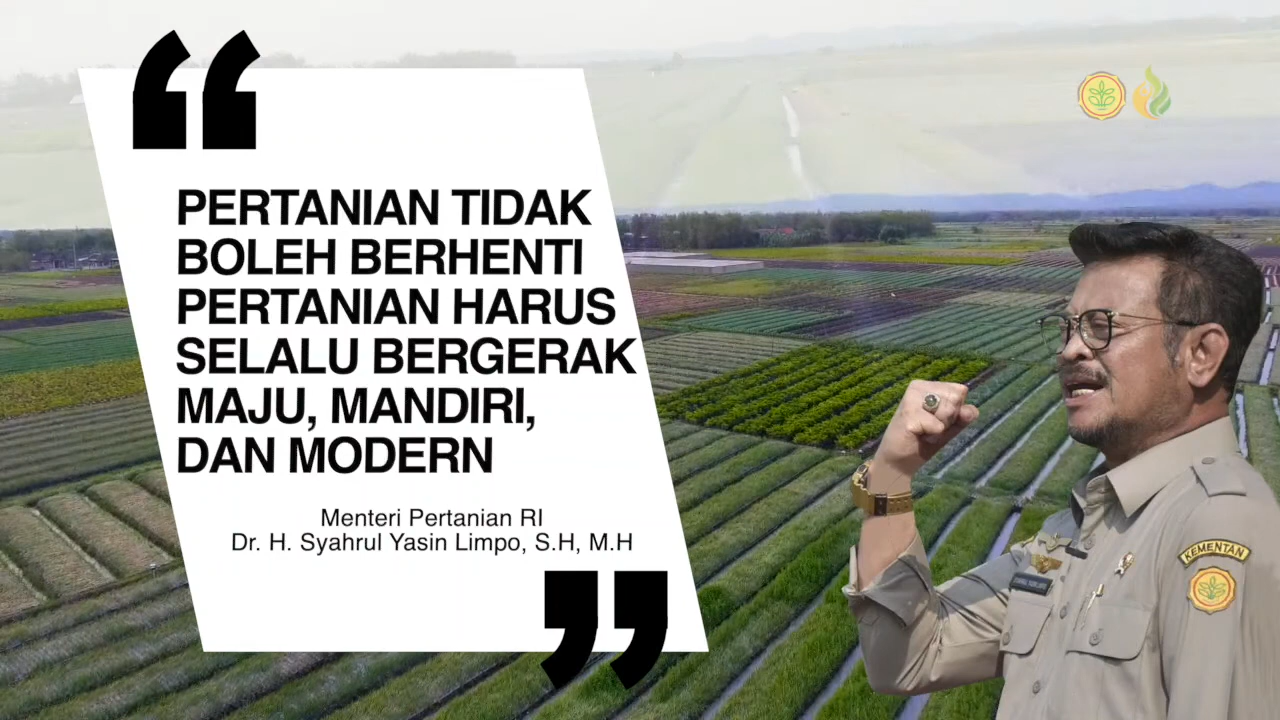 PERTANIAN TIDAK
BOLEH BERHENTI
PERTANIAN HARUS
SELALU BERGERAK
MAJU, MANDIRI,
DAN MODERN
Menteri Pertanian RI
Dr. H. Syahrul Yasin Limpo, S.H, M.H
KEMENTAN